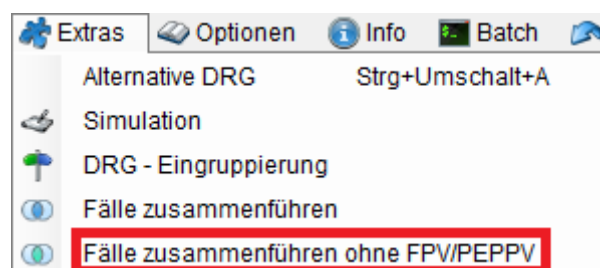 Extras Optionen Info Batch
Alternative DRG Strg+Umschalt+A
Simulation
DRG - Eingruppierung
Fälle zusammenführen
Fälle zusammenführen ohne FPV/PEPPV